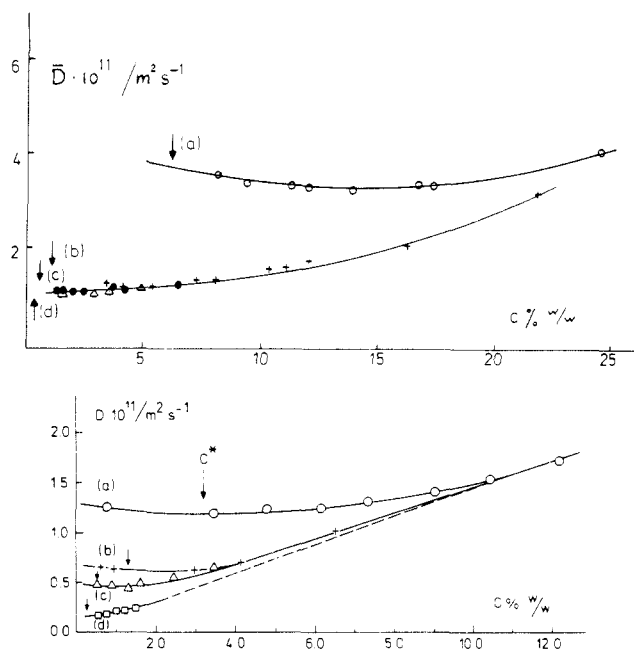 6
D̄ · 10¹¹ /m² s⁻¹
(a)
4
2
(b)
(c)
(d)
C % w/w
5 10 15 20 25
D 10¹¹/m² s⁻¹
2.0
C*
1.5
(a)
1.0
(b)
0.5
(c)
(d)
C % w/w
0.0
2.0 4.0 6.0 8.0 10.0 12.0